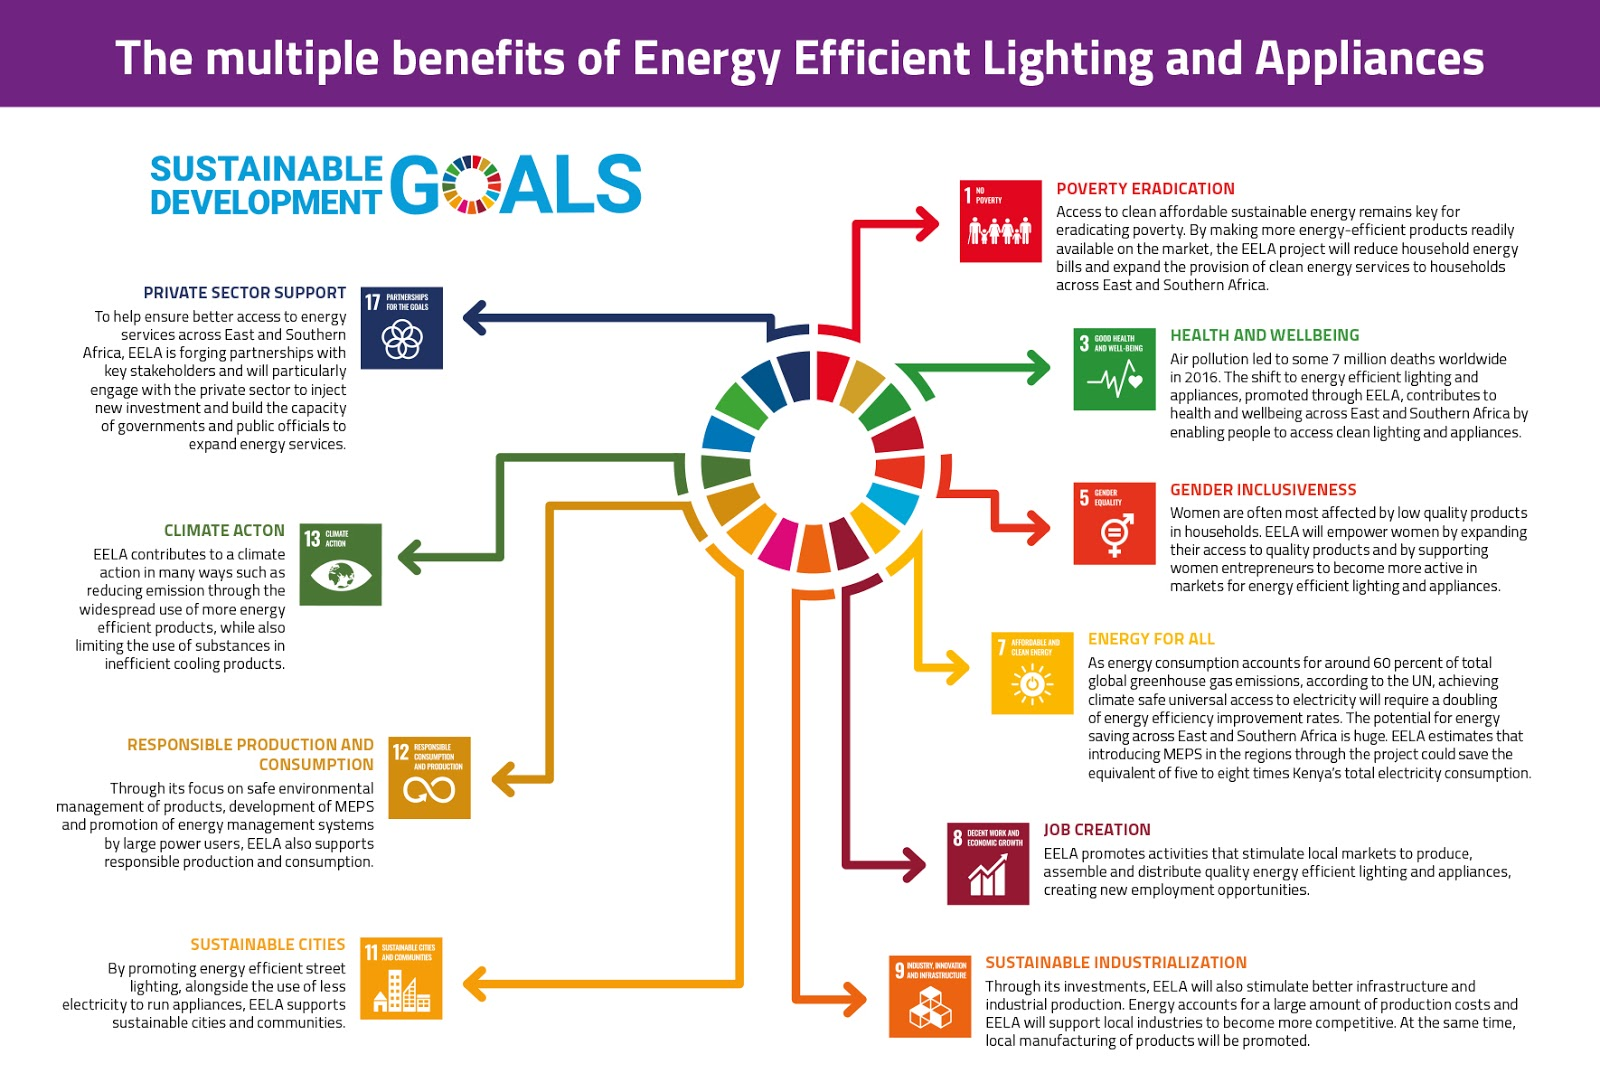 The multiple benefits of Energy Efficient Lighting and Appliances
SUSTAINABLE
DEVELOPMENT
GOALS
PRIVATE SECTOR SUPPORT
To help ensure better access to energy
services across East and Southern
Africa, EELA is forging partnerships with
key stakeholders and will particularly
engage with the private sector to inject
new investment and build the capacity
of governments and public officials to
expand energy services.
17 PARTNERSHIPS
FOR THE GOALS
CLIMATE ACTON
EELA contributes to a climate
action in many ways such as
reducing emission through the
widespread use of more energy
efficient products, while also
limiting the use of substances in
inefficient cooling products.
13 CLIMATE
ACTION
RESPONSIBLE PRODUCTION AND
CONSUMPTION
Through its focus on safe environmental
management of products, development of MEPS
and promotion of energy management systems
by large power users, EELA also supports
responsible production and consumption.
12 RESPONSIBLE
CONSUMPTION
AND PRODUCTION
SUSTAINABLE CITIES
By promoting energy efficient street
lighting, alongside the use of less
electricity to run appliances, EELA supports
sustainable cities and communities.
11 SUSTAINABLE CITIES
AND COMMUNITIES
1 NO
POVERTY
POVERTY ERADICATION
Access to clean affordable sustainable energy remains key for
eradicating poverty. By making more energy-efficient products readily
available on the market, the EELA project will reduce household energy
bills and expand the provision of clean energy services to households
across East and Southern Africa.
3 GOOD HEALTH
AND WELL-BEING
HEALTH AND WELLBEING
Air pollution led to some 7 million deaths worldwide
in 2016. The shift to energy efficient lighting and
appliances, promoted through EELA, contributes to
health and wellbeing across East and Southern Africa by
enabling people to access clean lighting and appliances.
5 GENDER
EQUALITY
GENDER INCLUSIVENESS
Women are often most affected by low quality products
in households. EELA will empower women by expanding
their access to quality products and by supporting
women entrepreneurs to become more active in
markets for energy efficient lighting and appliances.
7 AFFORDABLE AND
CLEAN ENERGY
ENERGY FOR ALL
As energy consumption accounts for around 60 percent of total
global greenhouse gas emissions, according to the UN, achieving
climate safe universal access to electricity will require a doubling
of energy efficiency improvement rates. The potential for energy
saving across East and Southern Africa is huge. EELA estimates that
introducing MEPS in the regions through the project could save the
equivalent of five to eight times Kenya's total electricity consumption.
8 DECENT WORK AND
ECONOMIC GROWTH
JOB CREATION
EELA promotes activities that stimulate local markets to produce,
assemble and distribute quality energy efficient lighting and appliances,
creating new employment opportunities.
9 INDUSTRY, INNOVATION
AND INFRASTRUCTURE
SUSTAINABLE INDUSTRIALIZATION
Through its investments, EELA will also stimulate better infrastructure and
industrial production. Energy accounts for a large amount of production costs and
EELA will support local industries to become more competitive. At the same time,
local manufacturing of products will be promoted.